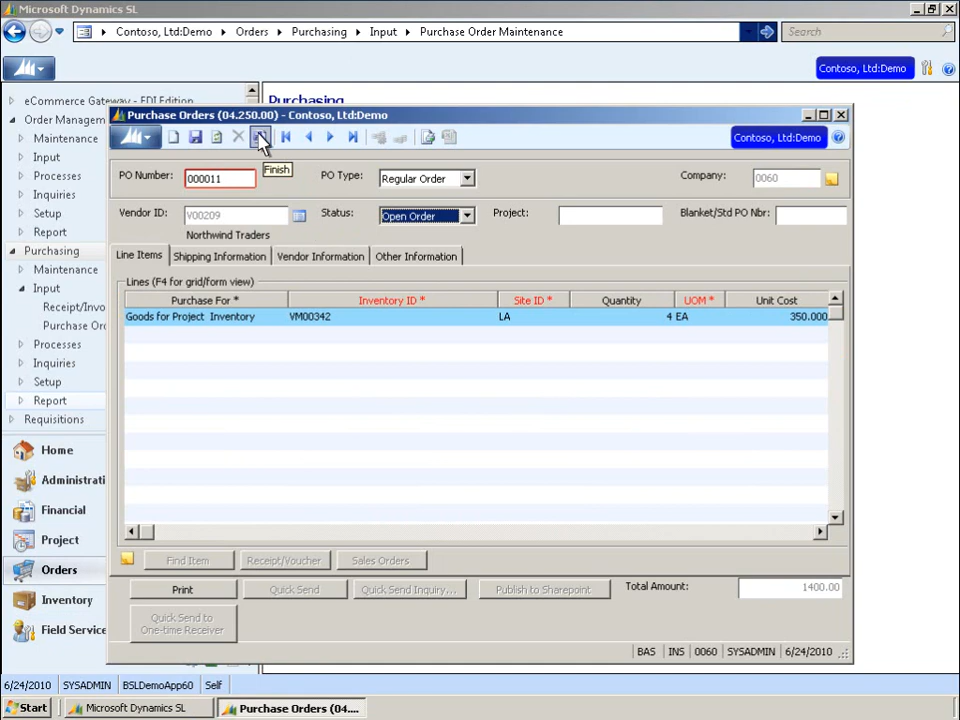 Microsoft Dynamics SL
Contoso, Ltd:Demo Orders Purchasing Input Purchase Order Maintenance Search
Contoso, Ltd:Demo
eCommerce Gateway - EDI Edition
Purchasing
Order Managem
Maintenance
Input
Processes
Inquiries
Setup
Report
Purchasing
Maintenance
Input
Receipt/Invo
Purchase Or
Processes
Inquiries
Setup
Report
Requisitions
Home
Administrati
Financial
Project
Orders
Inventory
Field Service
Purchase Orders (04.250.00) - Contoso, Ltd:Demo
Contoso, Ltd:Demo
Finish
PO Number: 000011 PO Type: Regular Order Company: 0060
Vendor ID: V00209 Status: Open Order Project: Blanket/Std PO Nbr:
Northwind Traders
Line Items Shipping Information Vendor Information Other Information
Lines (F4 for grid/form view)
Purchase For * Inventory ID * Site ID * Quantity UOM * Unit Cost
Goods for Project Inventory VM00342 LA 4 EA 350.000
Find Item Receipt/Voucher Sales Orders
Print Quick Send Quick Send Inquiry... Publish to Sharepoint Total Amount: 1400.00
Quick Send to
One-time Receiver
BAS INS 0060 SYSADMIN 6/24/2010
6/24/2010 SYSADMIN BSLDemoApp60 Self
Start Microsoft Dynamics SL Purchase Orders (04....